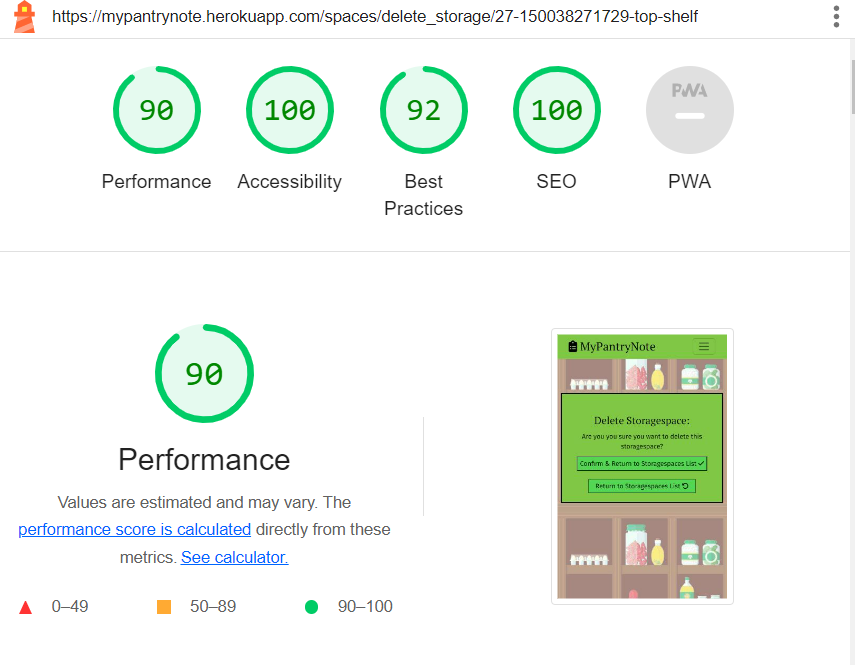 https://mypantrynote.herokuapp.com/spaces/delete_storage/27-150038271729-top-shelf
90
100
92
100
PWA
Performance
Accessibility
Best
Practices
SEO
PWA
90
Performance
Values are estimated and may vary. The
performance score is calculated directly from these
metrics. See calculator.
0–49
50–89
90–100
MyPantryNote
Delete Storagespace:
Are you you sure you want to delete this
storagespace?
Confirm & Return to Storagespaces List
Return to Storagespaces List